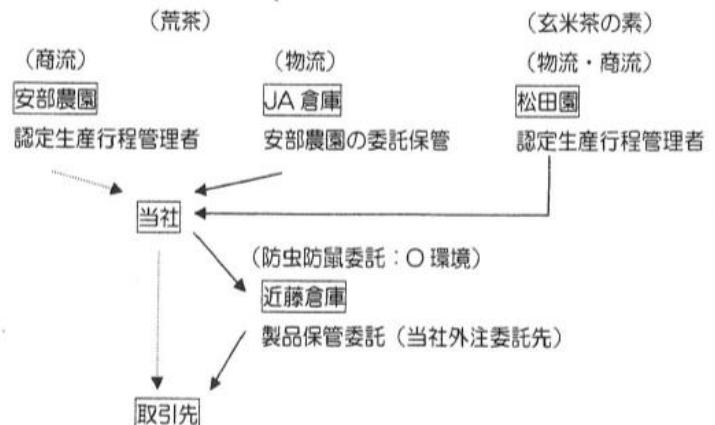 （荒茶）
（玄米茶の素）
（商流）
（物流）
（物流・商流）
安部農園
JA 倉庫
松田園
認定生産行程管理者
安部農園の委託保管
認定生産行程管理者
当社
（防虫防鼠委託：O 環境）
近藤倉庫
製品保管委託（当社外注委託先）
取引先